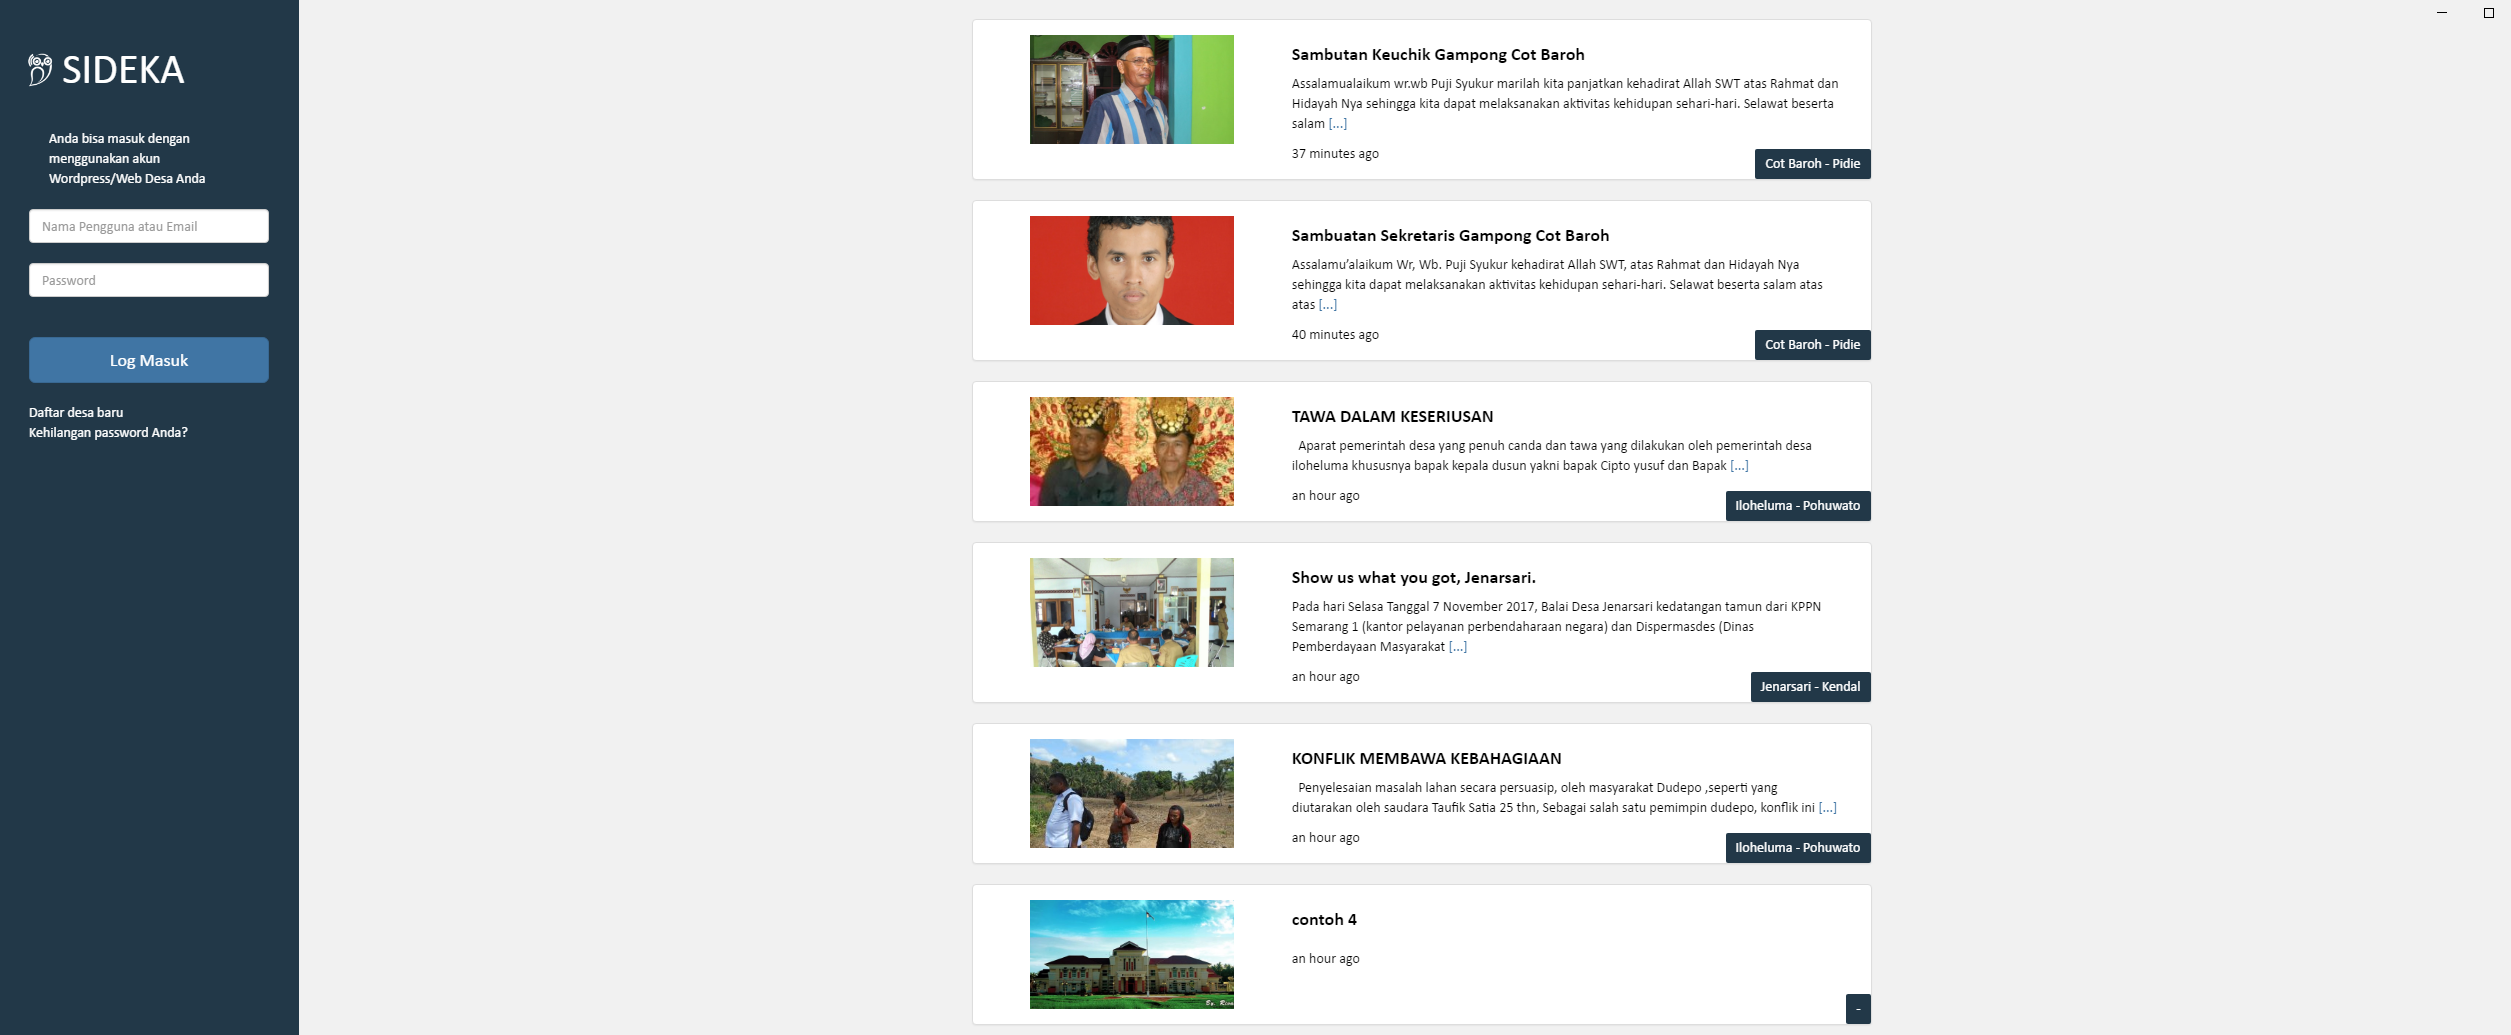 SIDEKA
Anda bisa masuk dengan
menggunakan akun
Wordpress/Web Desa Anda
Nama Pengguna atau Email
Password
Log Masuk
Daftar desa baru
Kehilangan password Anda?
Sambutan Keuchik Gampong Cot Baroh
Assalamualaikum wr.wb Puji Syukur marilah kita panjatkan kehadirat Allah SWT atas Rahmat dan
Hidayah Nya sehingga kita dapat melaksanakan aktivitas kehidupan sehari-hari. Selawat beserta
salam [...]
37 minutes ago
Cot Baroh - Pidie
Sambuatan Sekretaris Gampong Cot Baroh
Assalamu’alaikum Wr, Wb. Puji Syukur kehadirat Allah SWT, atas Rahmat dan Hidayah Nya
sehingga kita dapat melaksanakan aktivitas kehidupan sehari-hari. Selawat beserta salam atas
atas [...]
40 minutes ago
Cot Baroh - Pidie
TAWA DALAM KESERIUSAN
Aparat pemerintah desa yang penuh canda dan tawa yang dilakukan oleh pemerintah desa
iloheluma khususnya bapak kepala dusun yakni bapak Cipto yusuf dan Bapak [...]
an hour ago
Iloheluma - Pohuwato
Show us what you got, Jenarsari.
Pada hari Selasa Tanggal 7 November 2017, Balai Desa Jenarsari kedatangan tamun dari KPPN
Semarang 1 (kantor pelayanan perbendaharaan negara) dan Dispermasdes (Dinas
Pemberdayaan Masyarakat [...]
an hour ago
Jenarsari - Kendal
KONFLIK MEMBAWA KEBAHAGIAAN
Penyelesaian masalah lahan secara persuasip, oleh masyarakat Dudepo ,seperti yang
diutarakan oleh saudara Taufik Satia 25 thn, Sebagai salah satu pemimpin dudepo, konflik ini [...]
an hour ago
Iloheluma - Pohuwato
contoh 4
an hour ago
By.
-